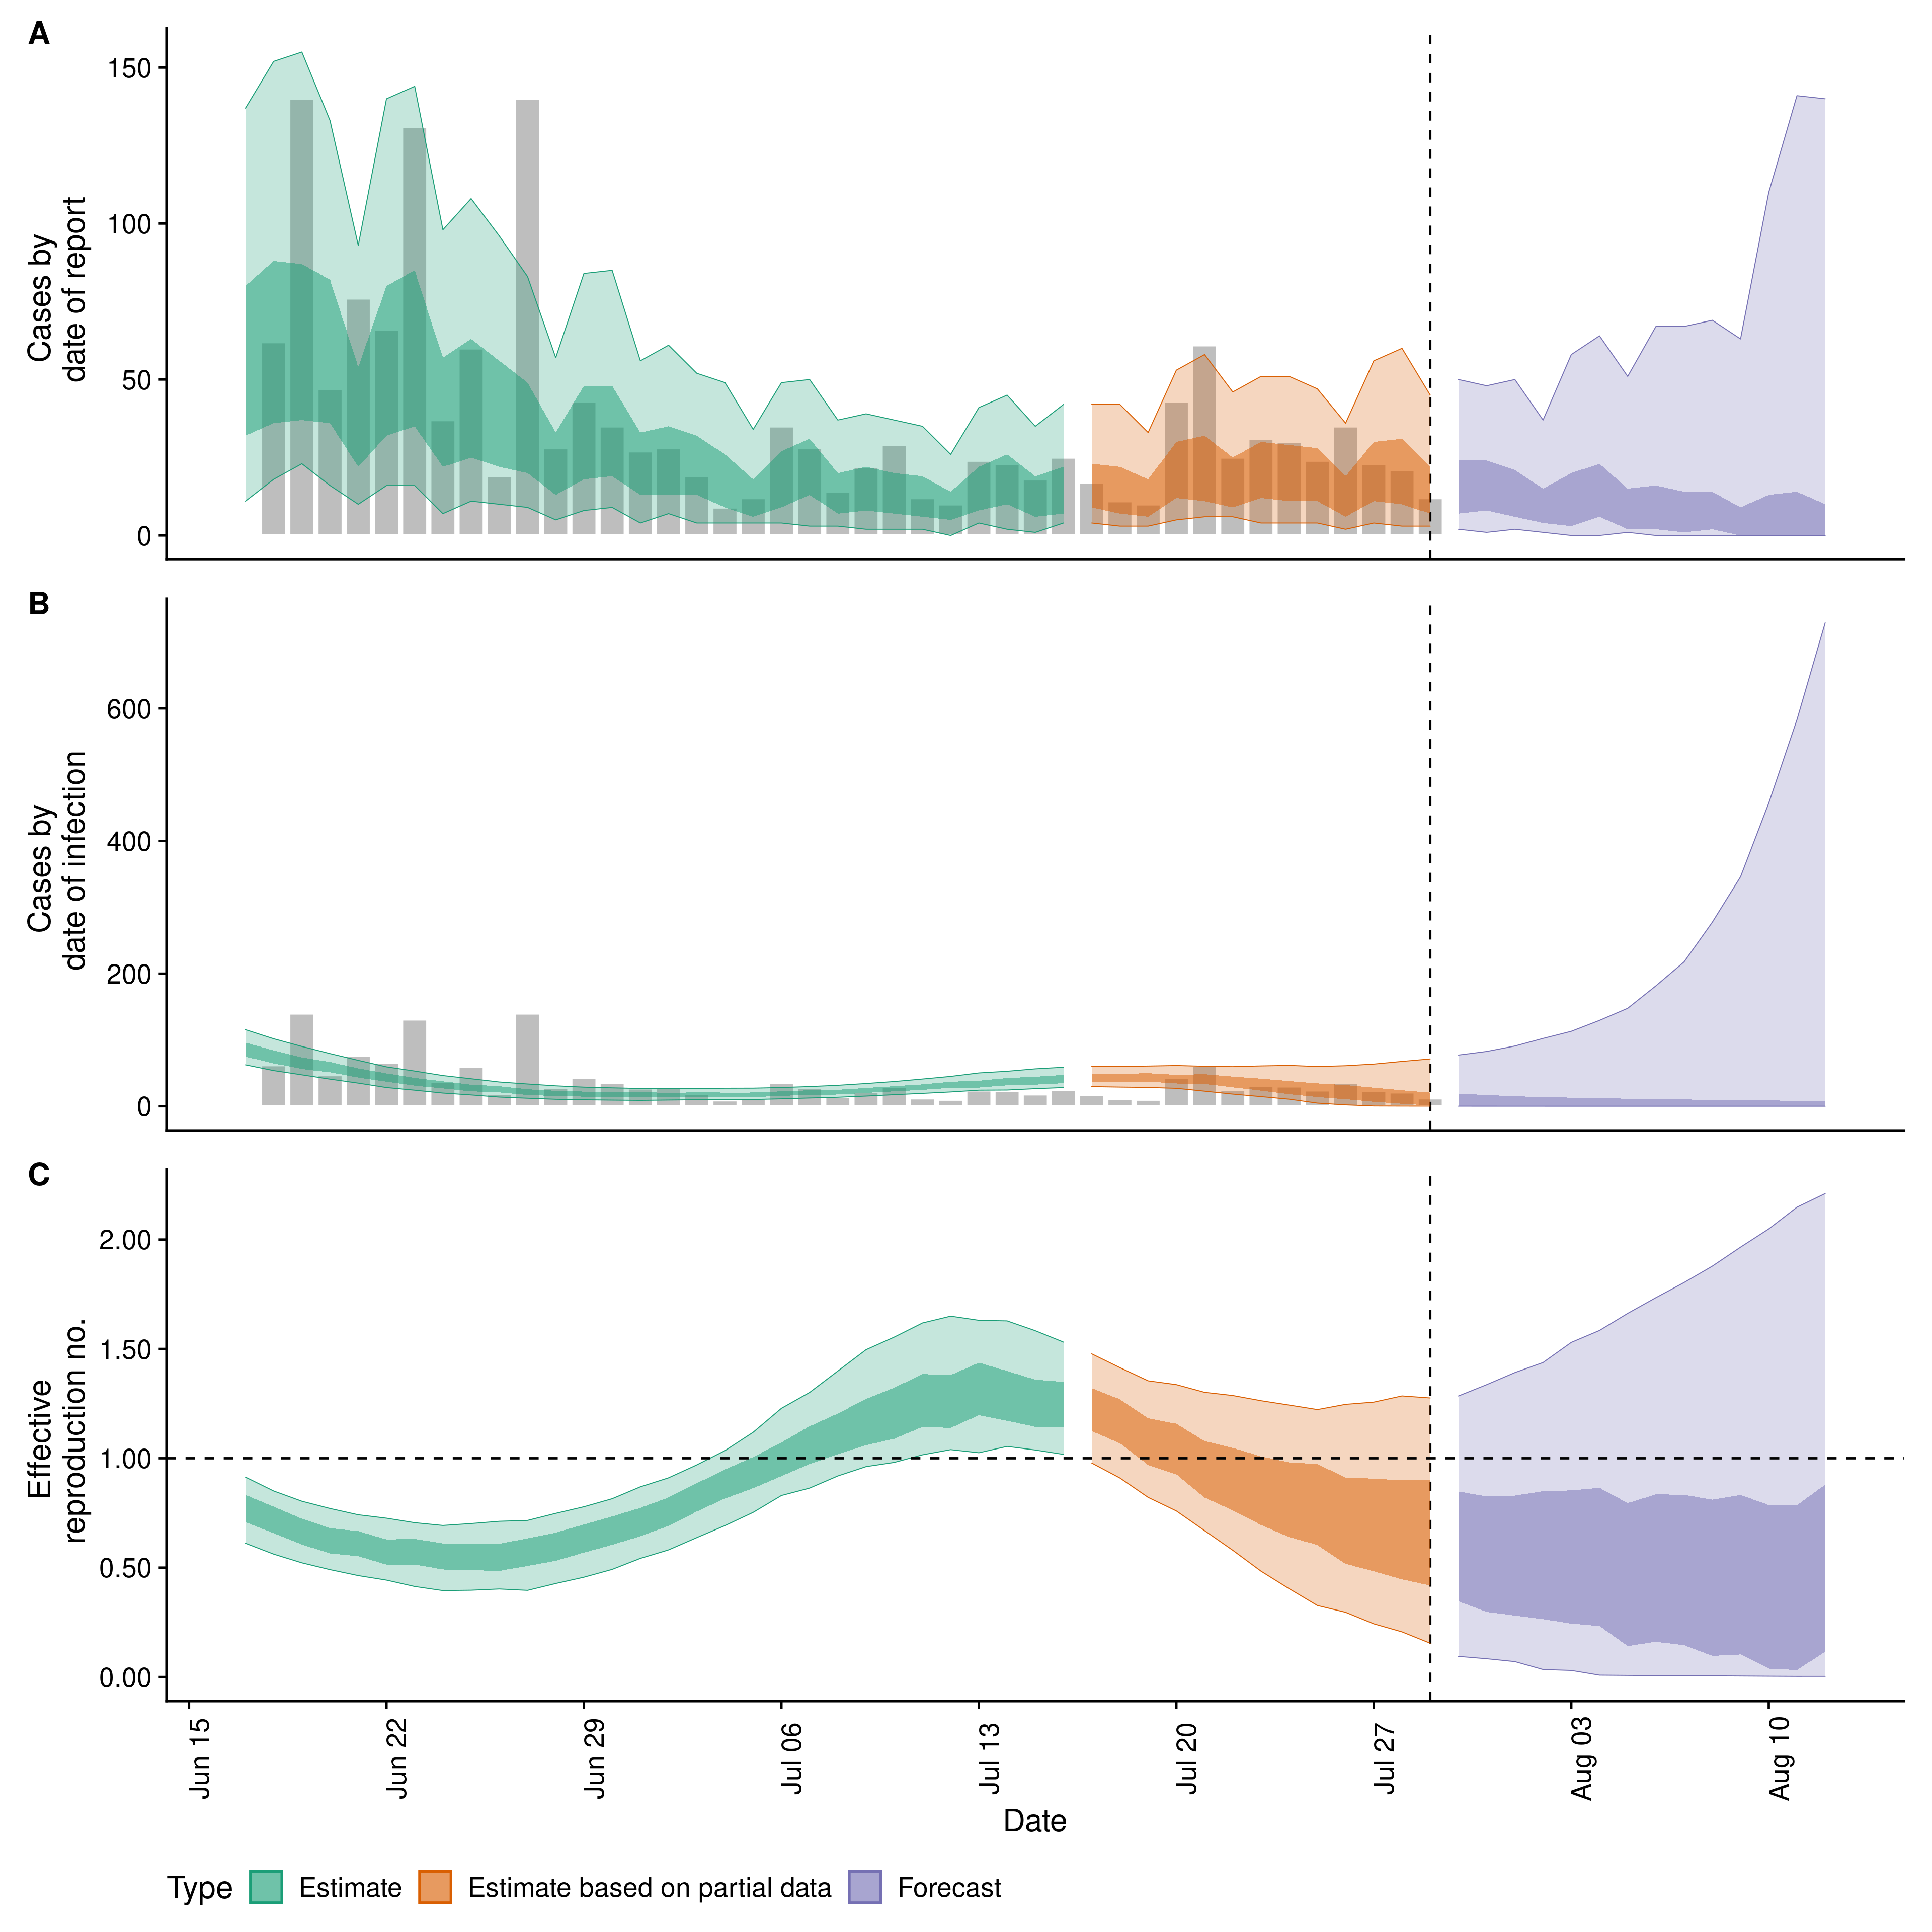 A
150
100
50
0
Cases by
date of report
B
600
400
200
0
Cases by
date of infection
C
2.00
1.50
1.00
0.50
0.00
Effective
reproduction no.
Jun 15
Jun 22
Jun 29
Jul 06
Jul 13
Jul 20
Jul 27
Aug 03
Aug 10
Date
Type Estimate Estimate based on partial data Forecast